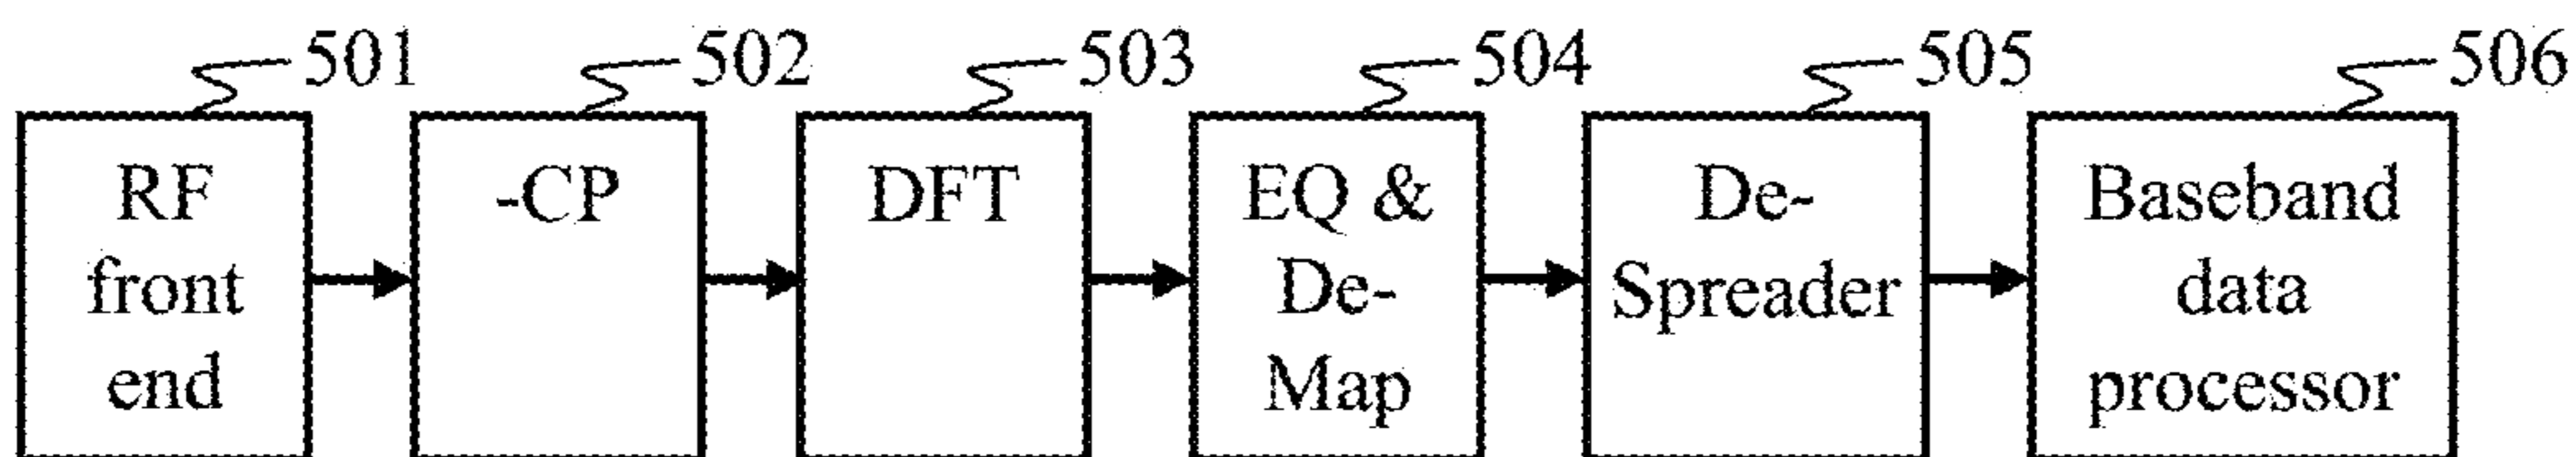 501 502 503 504 505 506
RF
front
end
-CP
DFT
EQ &
De-
Map
De-
Spreader
Baseband
data
processor